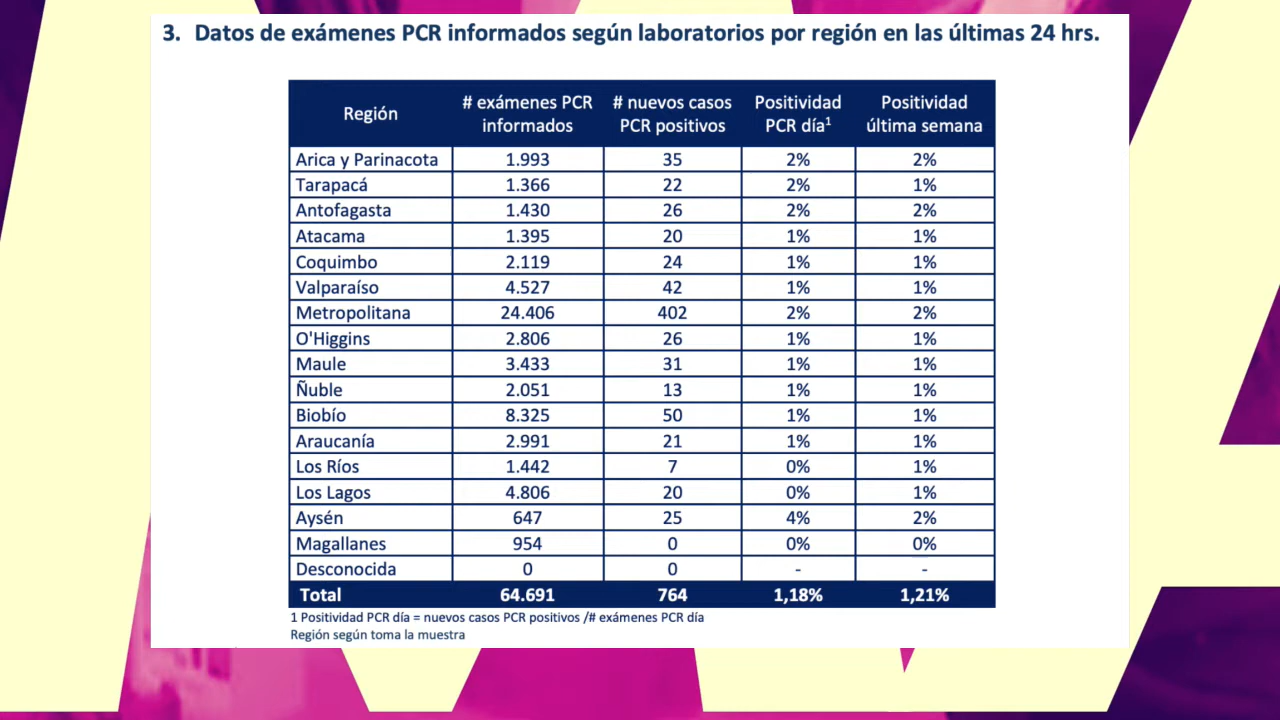 3. Datos de exámenes PCR informados según laboratorios por región en las últimas 24 hrs.
Región # exámenes PCR informados # nuevos casos PCR positivos Positividad PCR día1 Positividad última semana
Arica y Parinacota 1.993 35 2% 2%
Tarapacá 1.366 22 2% 1%
Antofagasta 1.430 26 2% 2%
Atacama 1.395 20 1% 1%
Coquimbo 2.119 24 1% 1%
Valparaíso 4.527 42 1% 1%
Metropolitana 24.406 402 2% 2%
O'Higgins 2.806 26 1% 1%
Maule 3.433 31 1% 1%
Ñuble 2.051 13 1% 1%
Biobío 8.325 50 1% 1%
Araucanía 2.991 21 1% 1%
Los Ríos 1.442 7 0% 1%
Los Lagos 4.806 20 0% 1%
Aysén 647 25 4% 2%
Magallanes 954 0 0% 0%
Desconocida 0 0 - -
Total 64.691 764 1,18% 1,21%
1 Positividad PCR día = nuevos casos PCR positivos /# exámenes PCR día
Región según toma la muestra